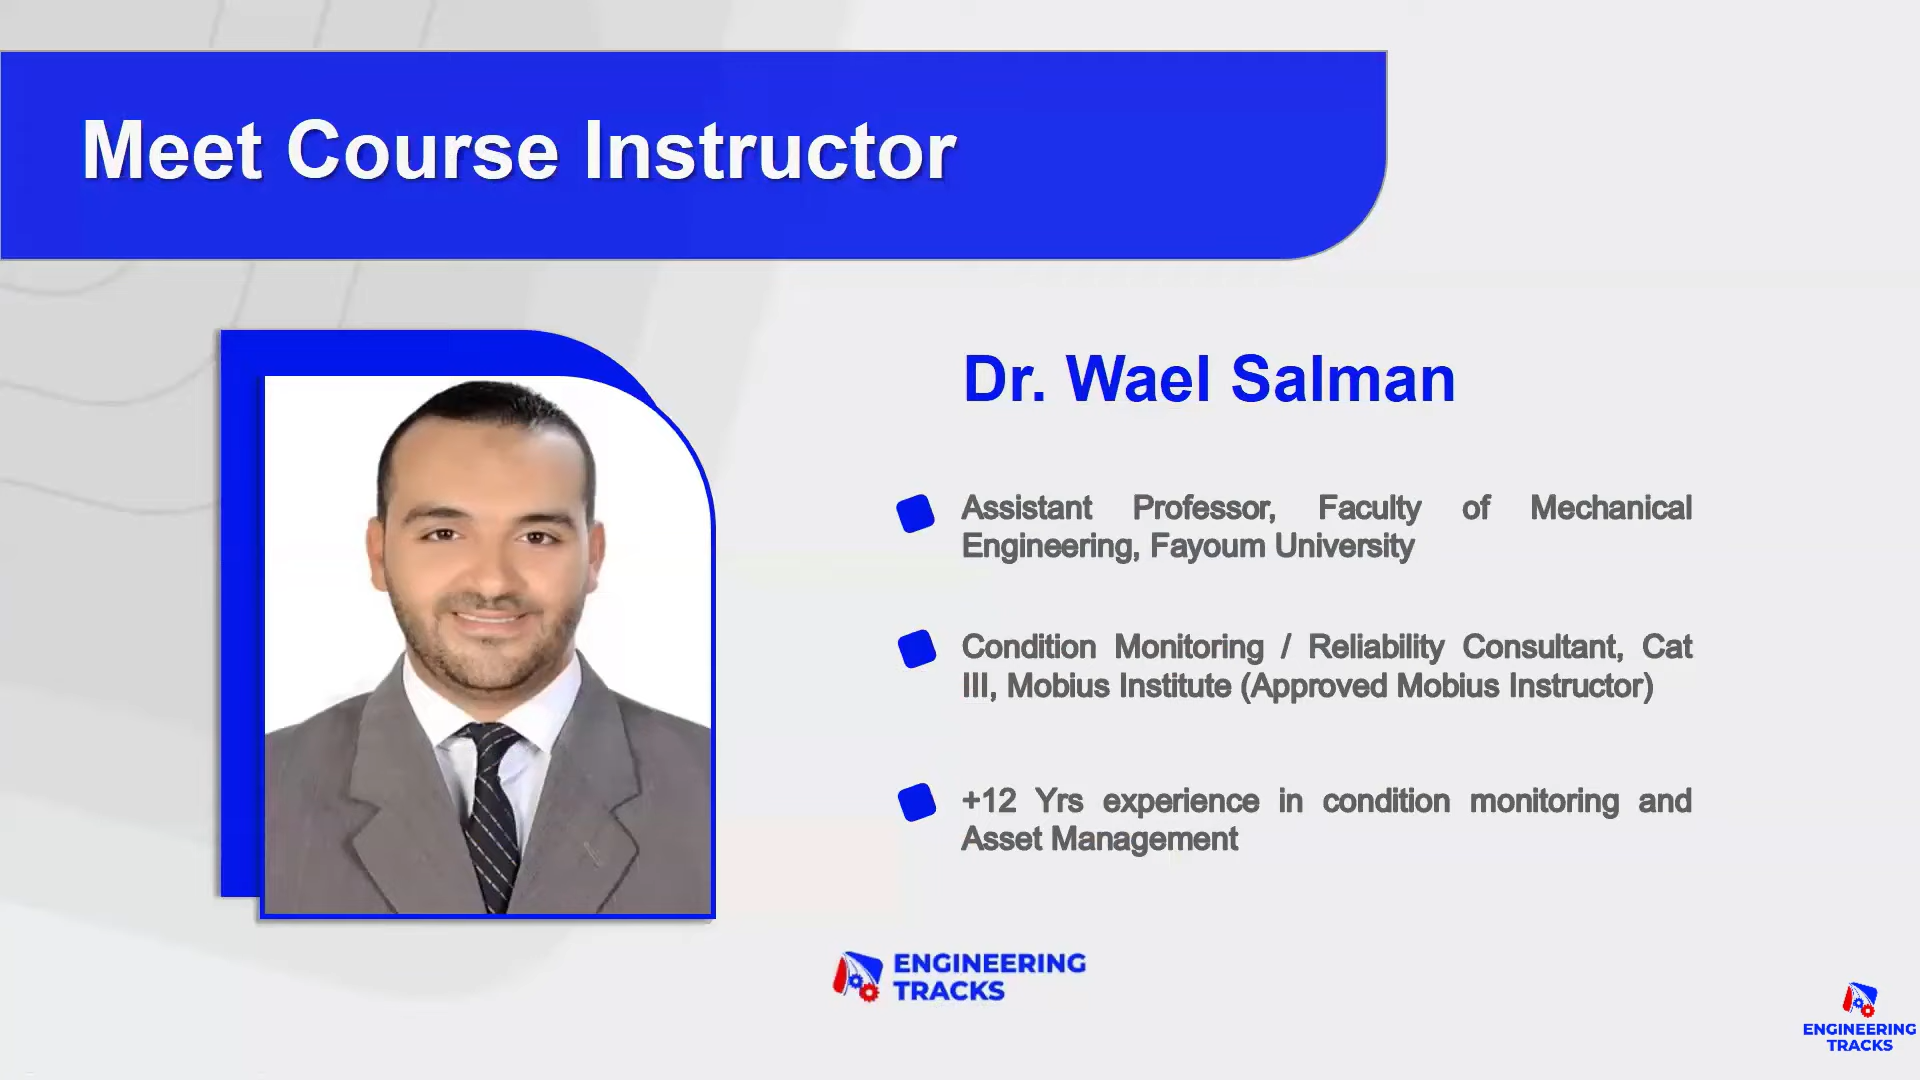 Meet Course Instructor
Dr. Wael Salman
Assistant Professor, Faculty of Mechanical
Engineering, Fayoum University
Condition Monitoring / Reliability Consultant, Cat
III, Mobius Institute (Approved Mobius Instructor)
+12 Yrs experience in condition monitoring and
Asset Management
ENGINEERING
TRACKS
ENGINEERING
TRACKS